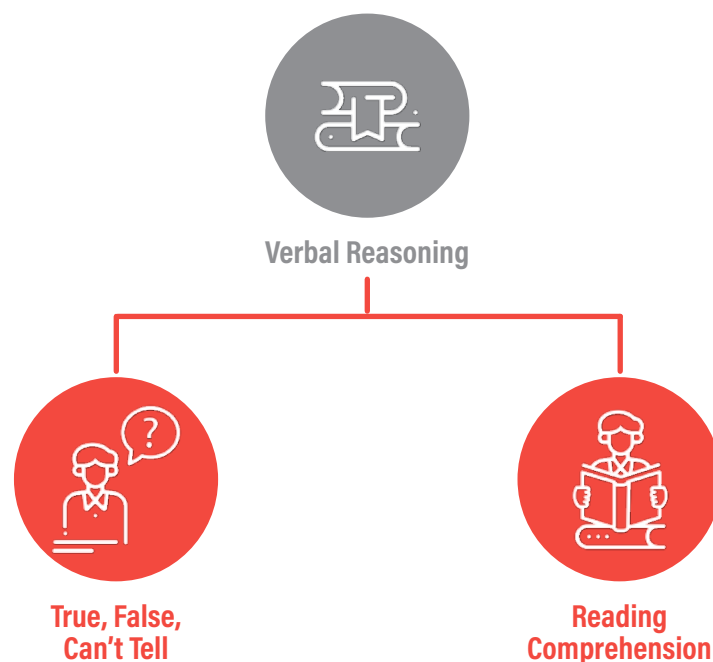 Verbal Reasoning
?
True, False,
Can't Tell
Reading
Comprehension